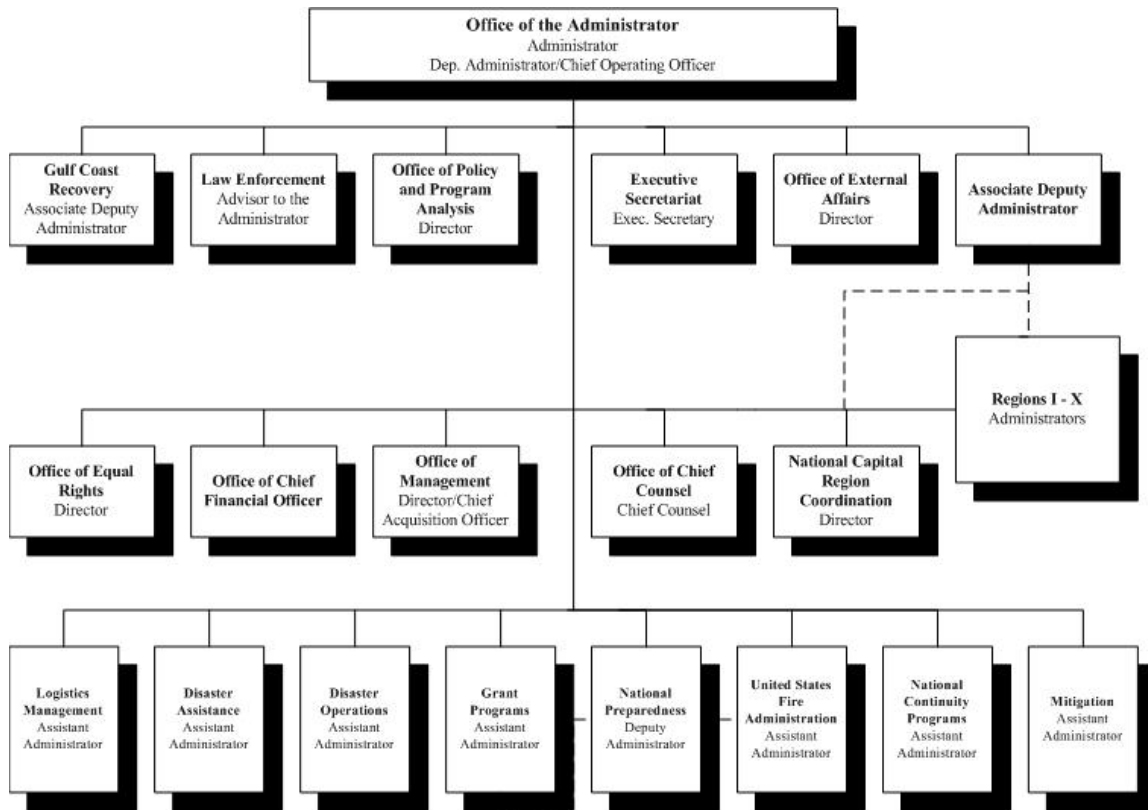 Office of the Administrator
Administrator
Dep. Administrator/Chief Operating Officer
Gulf Coast
Recovery
Associate Deputy
Administrator
Law Enforcement
Advisor to the
Administrator
Office of Policy
and Program
Analysis
Director
Executive
Secretariat
Exec. Secretary
Office of External
Affairs
Director
Associate Deputy
Administrator
Regions I - X
Administrators
Office of Equal
Rights
Director
Office of Chief
Financial Officer
Office of
Management
Director/Chief
Acquisition Officer
Office of Chief
Counsel
Chief Counsel
National Capital
Region
Coordination
Director
Logistics
Management
Assistant
Administrator
Disaster
Assistance
Assistant
Administrator
Disaster
Operations
Assistant
Administrator
Grant
Programs
Assistant
Administrator
National
Preparedness
Deputy
Administrator
United States
Fire
Administration
Assistant
Administrator
National
Continuity
Programs
Assistant
Administrator
Mitigation
Assistant
Administrator